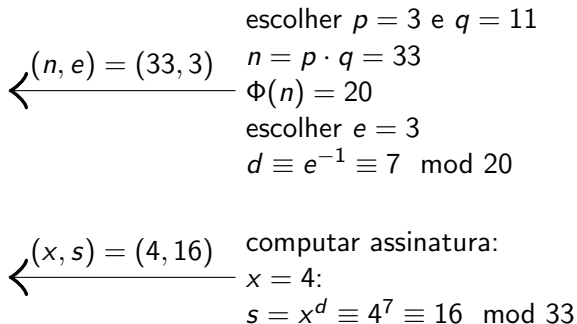 escolher p = 3 e q = 11
(n, e) = (33, 3) n = p · q = 33
Φ(n) = 20
escolher e = 3
d ≡ e⁻¹ ≡ 7 mod 20
(x, s) = (4, 16) computar assinatura:
x = 4:
s = xᵈ ≡ 4⁷ ≡ 16 mod 33